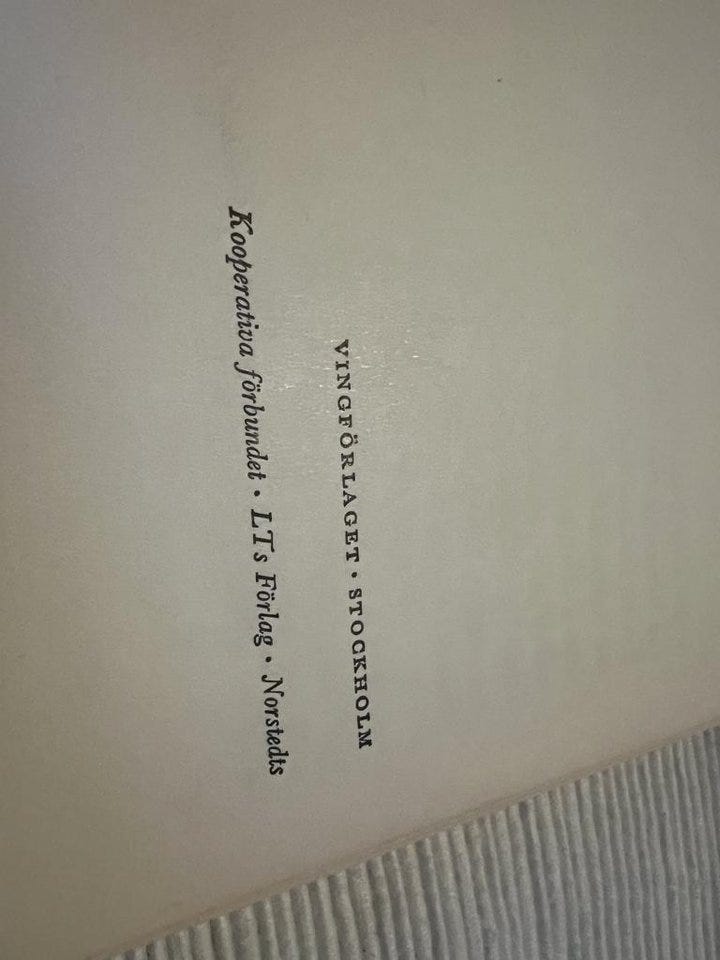 VINGFÖRLAGET · STOCKHOLM
Kooperativa förbundet · LTs Förlag · Norstedts